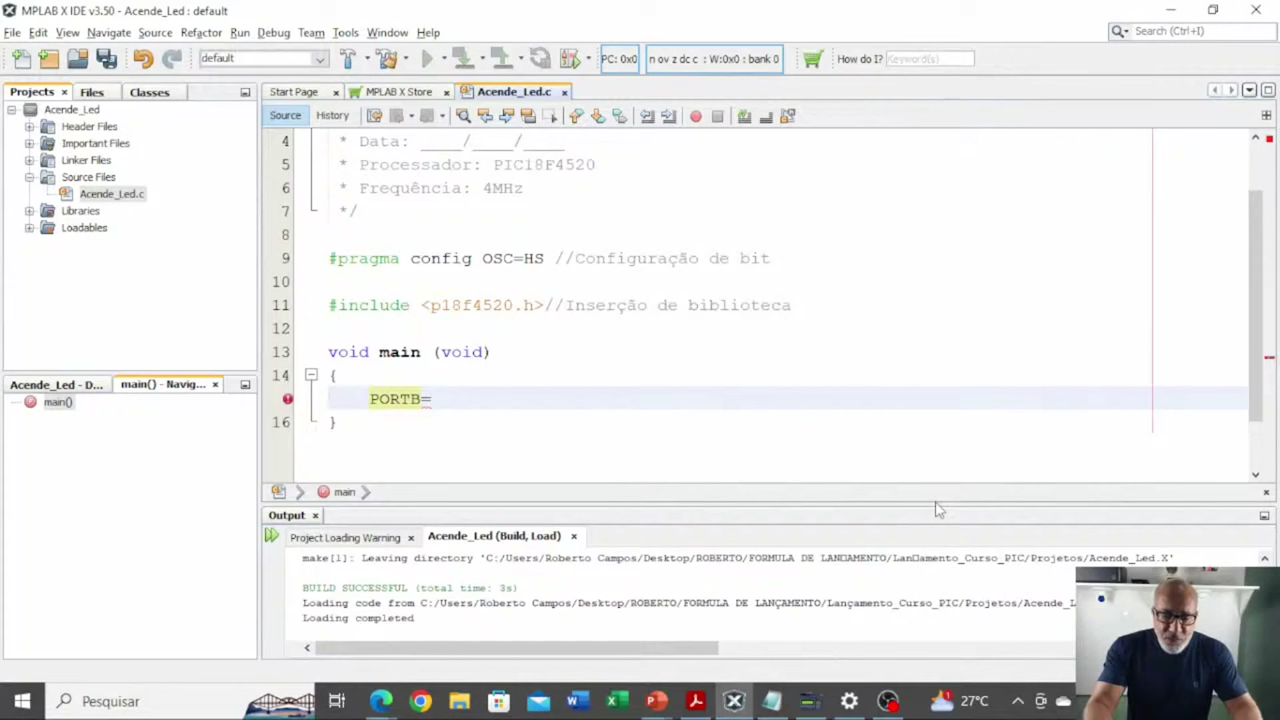 MPLAB X IDE v3.50 - Acende_Led : default
File Edit View Navigate Source Refactor Run Debug Team Tools Window Help
Search (Ctrl+I)
default
PC: 0x0
n ov z dc c : W:0x0 : bank 0
How do I?
Keyword(s)
Projects
Files
Classes
Start Page
MPLAB X Store
Acende_Led.c
Source
History
Acende_Led
Header Files
Important Files
Linker Files
Source Files
Acende_Led.c
Libraries
Loadables
4 * Data: ____/____/____
5 * Processador: PIC18F4520
6 * Frequência: 4MHz
7 */
8
9 #pragma config OSC=HS //Configuração de bit
10
11 #include <p18f4520.h>//Inserção de biblioteca
12
13 void main (void)
14 {
PORTB=
16 }
Acende_Led - D...
main() - Navig...
main()
main
Output
Project Loading Warning
Acende_Led (Build, Load)
make[1]: Leaving directory 'C:/Users/Roberto Campos/Desktop/ROBERTO/FORMULA DE LAN□AMENTO/Lan□amento_Curso_PIC/Projetos/Acende_Led.X'
BUILD SUCCESSFUL (total time: 3s)
Loading code from C:/Users/Roberto Campos/Desktop/ROBERTO/FORMULA DE LANÇAMENTO/Lançamento_Curso_PIC/Projetos/Acende_L
Loading completed
Pesquisar
27°C